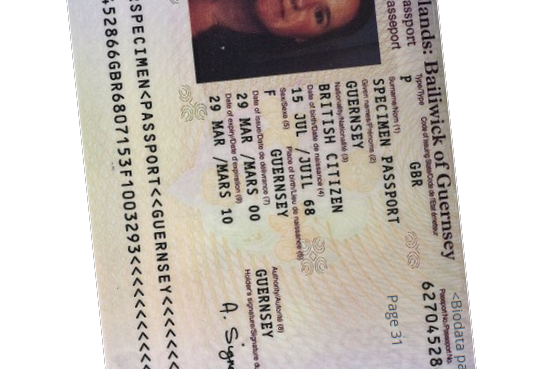 <Biodata pa
Page 31
lands: Bailiwick of Guernsey
assport
asseport
Type/Type
P
Code of Issuing State/Code de l'Etat émetteur
GBR
Passport No./Passeport No.
62704528
Surname/Nom (1)
SPECIMEN PASSPORT
Given names/Prénoms (2)
GUERNSEY
Nationality/Nationalité (3)
BRITISH CITIZEN
Date of birth/Date de naissance (4)
15 JUL /JUIL 68
Sex/Sexe (5)
F
Place of birth/Lieu de naissance (6)
GUERNSEY
Date of issue/Date de délivrance (7)
29 MAR /MARS 00
Authority/Autorité (8)
GUERNSEY
Date of expiry/Date d'expiration (9)
29 MAR /MARS 10
Holder's signature/Signature du
A. Sign
SPECIMEN<PASSPORT<<GUERNSEY<<<<<<<<
452866GBR6807153F1003293<<<<<<<<